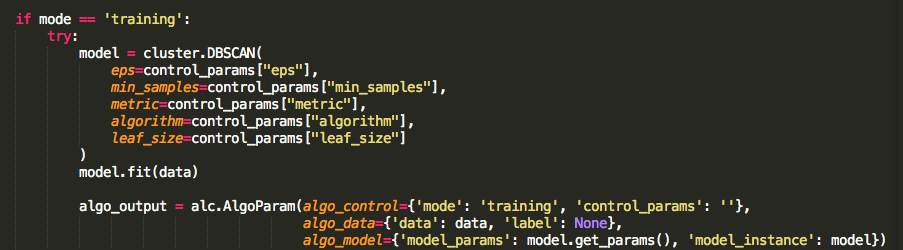 if mode == 'training':
    try:
        model = cluster.DBSCAN(
            eps=control_params["eps"],
            min_samples=control_params["min_samples"],
            metric=control_params["metric"],
            algorithm=control_params["algorithm"],
            leaf_size=control_params["leaf_size"]
        )
        model.fit(data)

        algo_output = alc.AlgoParam(algo_control={'mode': 'training', 'control_params': ''},
                                    algo_data={'data': data, 'label': None},
                                    algo_model={'model_params': model.get_params(), 'model_instance': model})